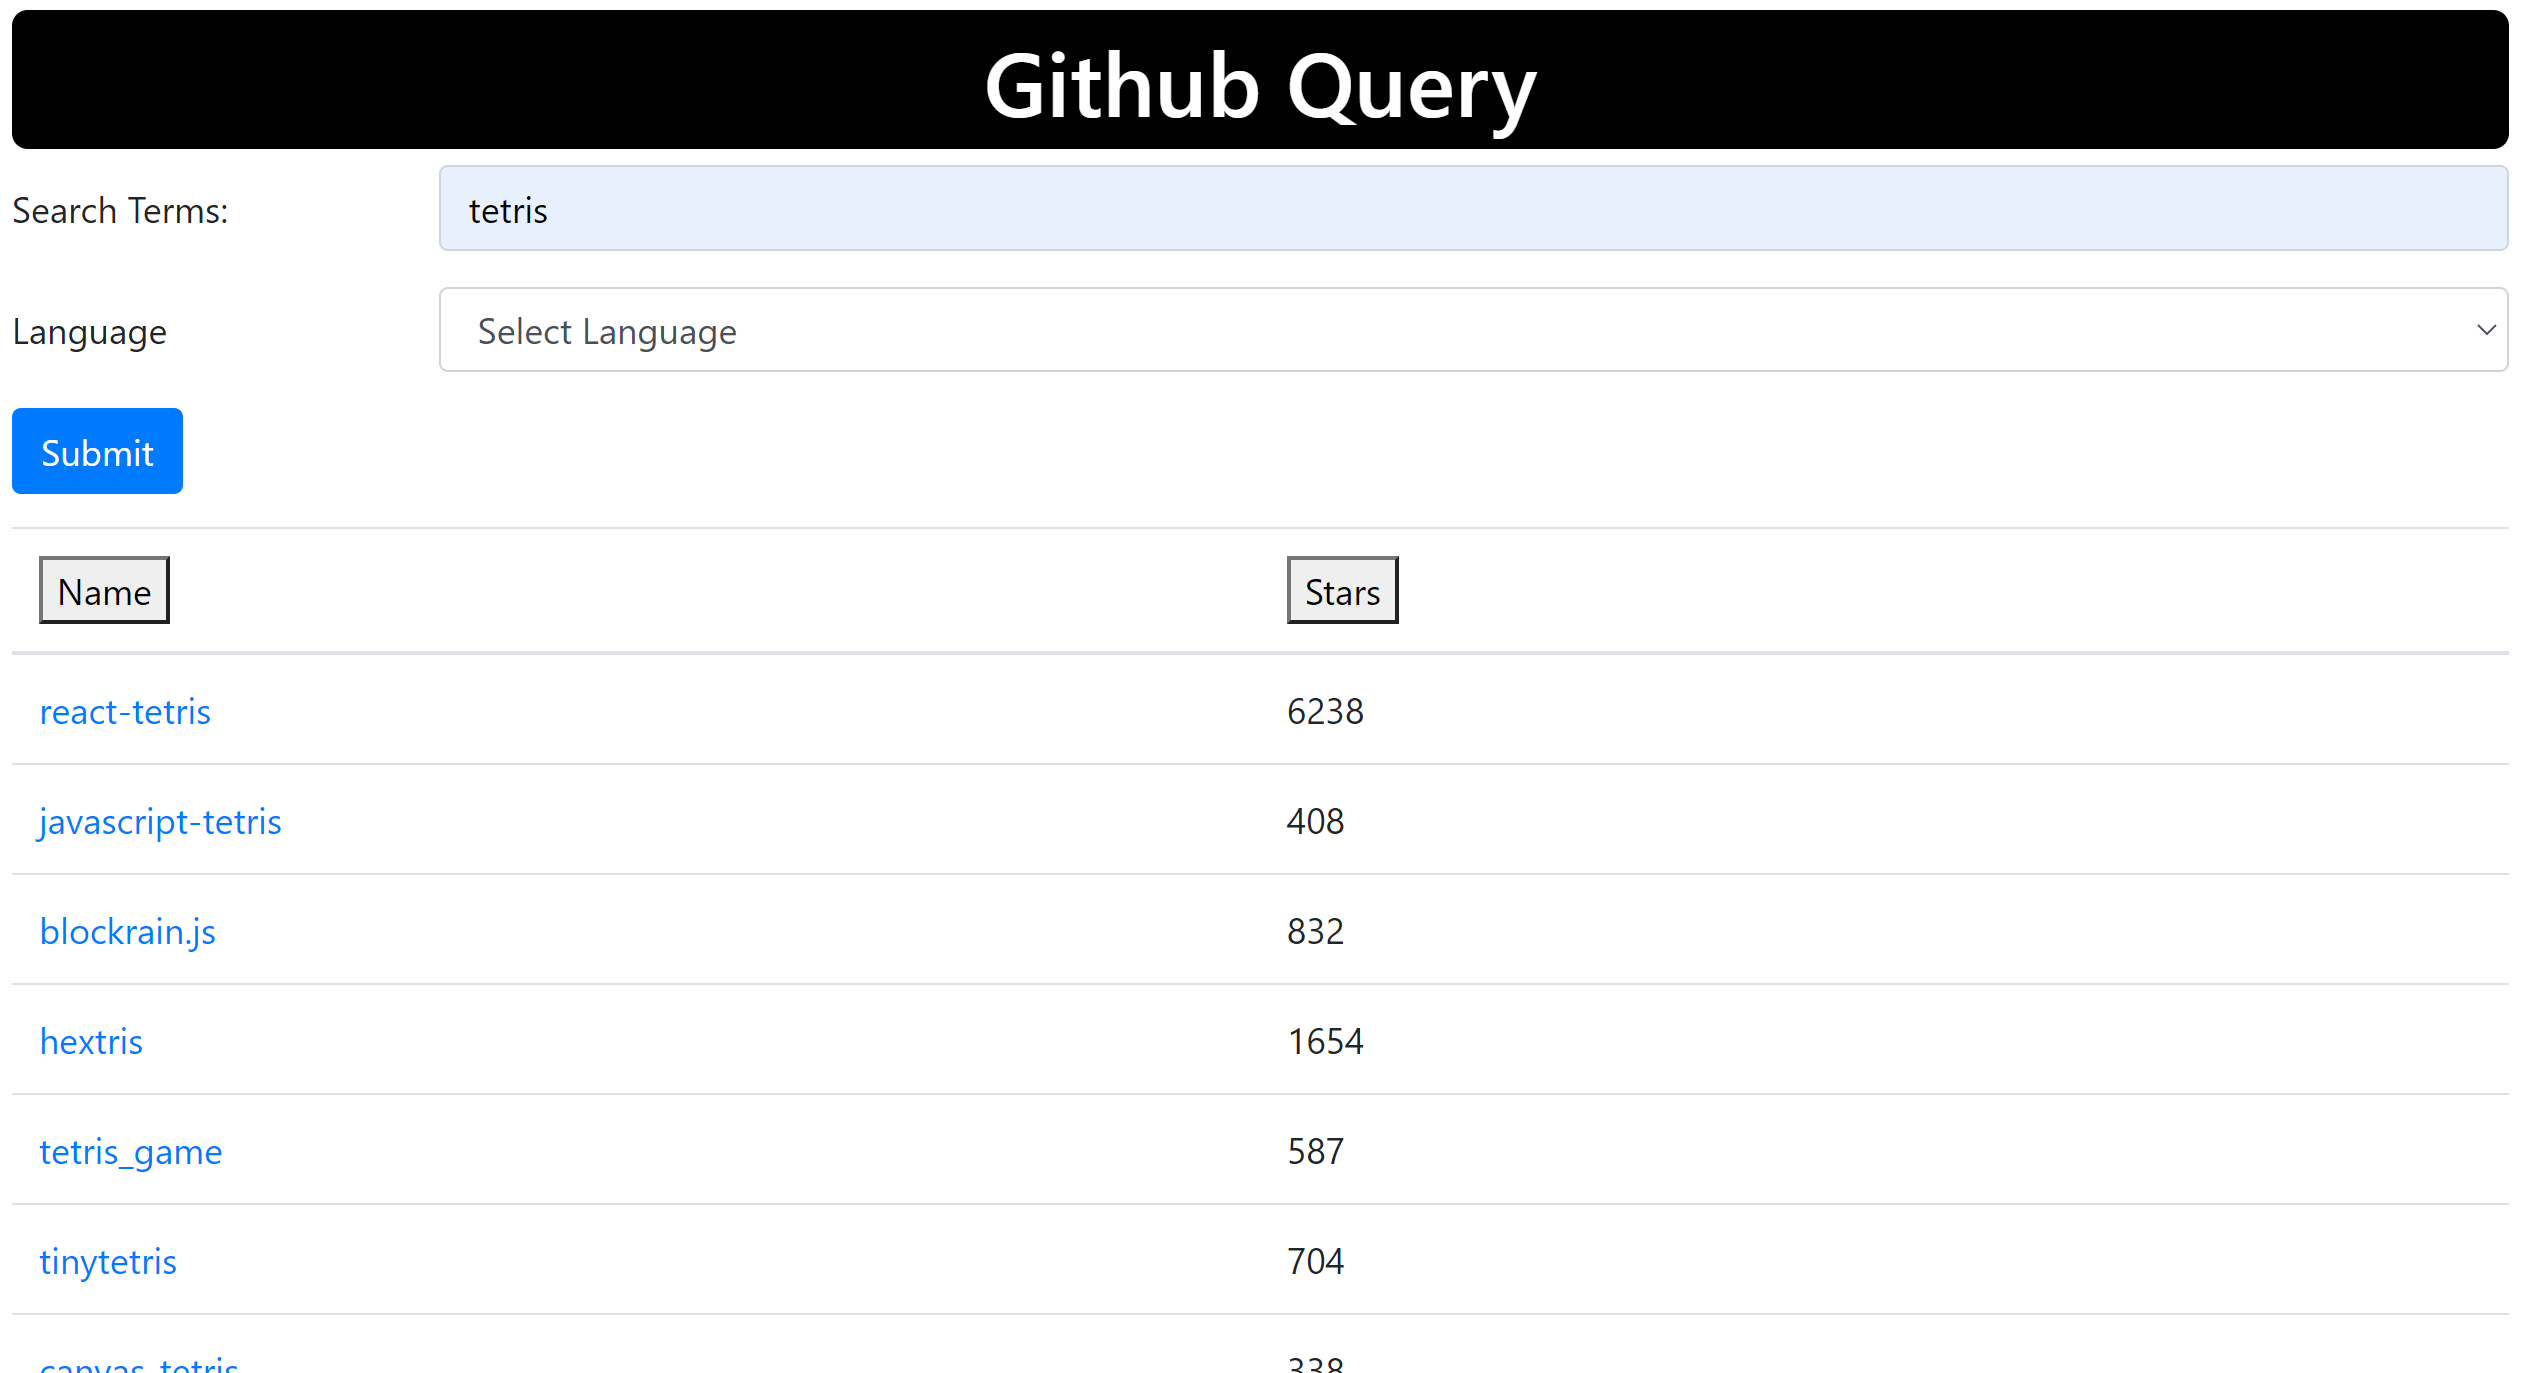 Github Query
Search Terms: tetris
Language Select Language
Submit
Name Stars
react-tetris 6238
javascript-tetris 408
blockrain.js 832
hextris 1654
tetris_game 587
tinytetris 704
canvas-tetris 338